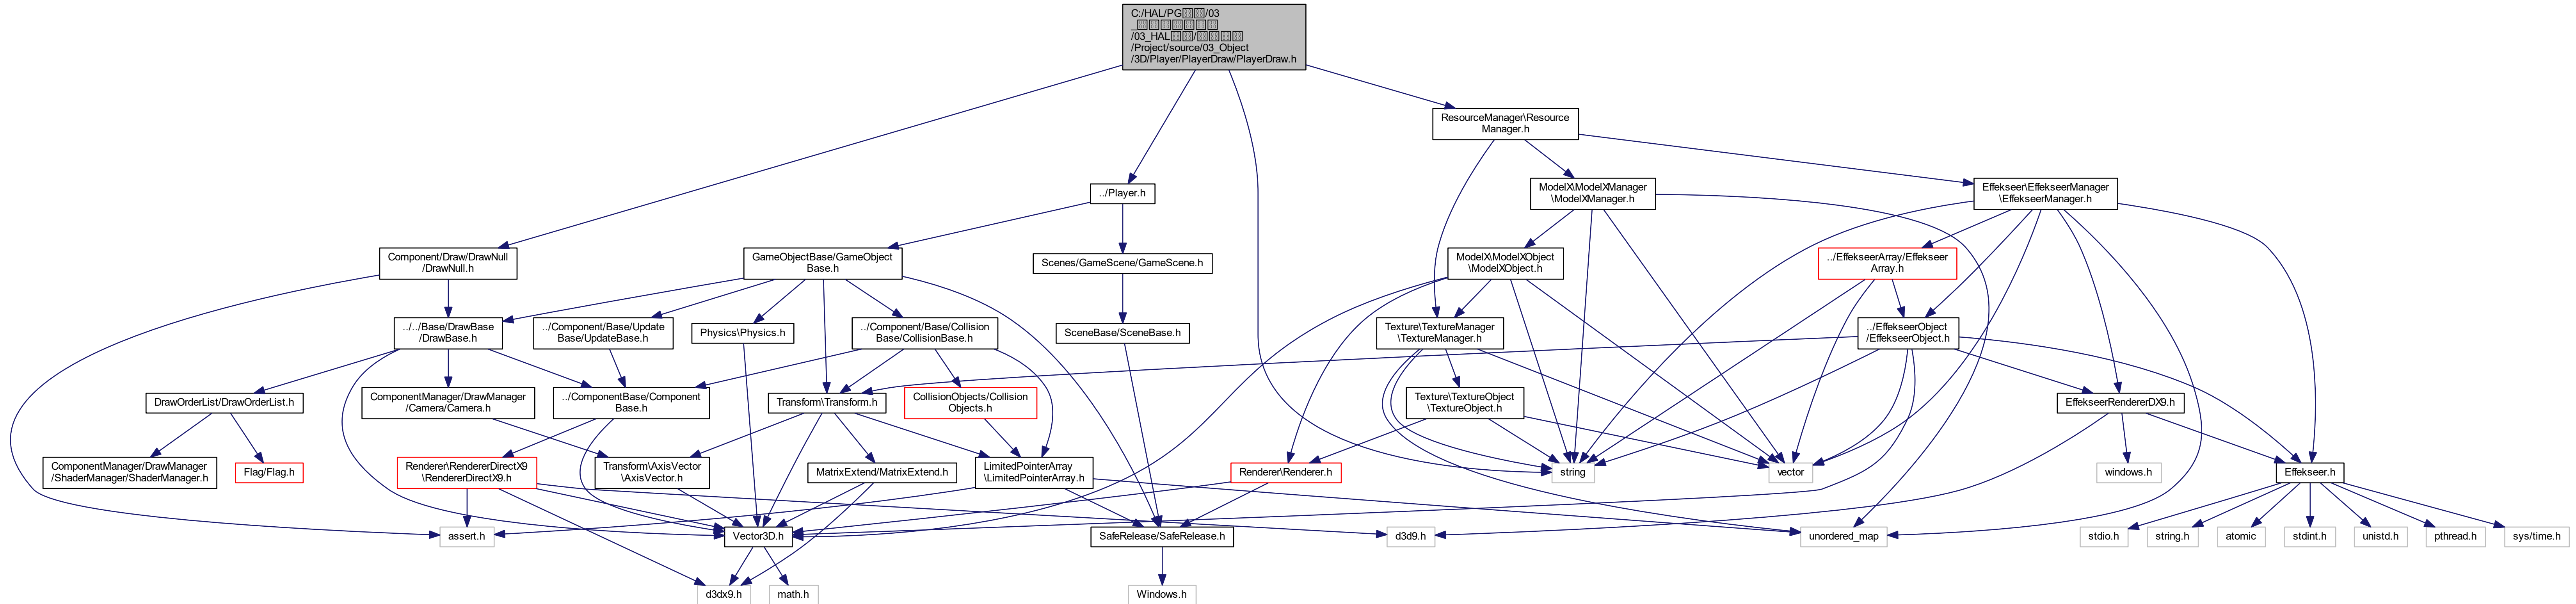 C:/HAL/PG
/03
_
/03_HAL
/
/Project/source/03_Object
/3D/Player/PlayerDraw/PlayerDraw.h
ResourceManager\Resource
Manager.h
../Player.h
ModelX\ModelXManager
\ModelXManager.h
Effekseer\EffekseerManager
\EffekseerManager.h
Component/Draw/DrawNull
/DrawNull.h
GameObjectBase/GameObject
Base.h
Scenes/GameScene/GameScene.h
ModelX\ModelXObject
\ModelXObject.h
../EffekseerArray/Effekseer
Array.h
../../Base/DrawBase
/DrawBase.h
../Component/Base/Update
Base/UpdateBase.h
Physics\Physics.h
../Component/Base/Collision
Base/CollisionBase.h
SceneBase/SceneBase.h
Texture\TextureManager
\TextureManager.h
../EffekseerObject
/EffekseerObject.h
DrawOrderList/DrawOrderList.h
ComponentManager/DrawManager
/Camera/Camera.h
../ComponentBase/Component
Base.h
Transform\Transform.h
CollisionObjects/Collision
Objects.h
Texture\TextureObject
\TextureObject.h
EffekseerRendererDX9.h
ComponentManager/DrawManager
/ShaderManager/ShaderManager.h
Flag/Flag.h
Renderer\RendererDirectX9
\RendererDirectX9.h
Transform\AxisVector
\AxisVector.h
MatrixExtend/MatrixExtend.h
LimitedPointerArray
\LimitedPointerArray.h
Renderer\Renderer.h
string
vector
windows.h
Effekseer.h
assert.h
Vector3D.h
SafeRelease/SafeRelease.h
d3d9.h
unordered_map
stdio.h
string.h
atomic
stdint.h
unistd.h
pthread.h
sys/time.h
d3dx9.h
math.h
Windows.h